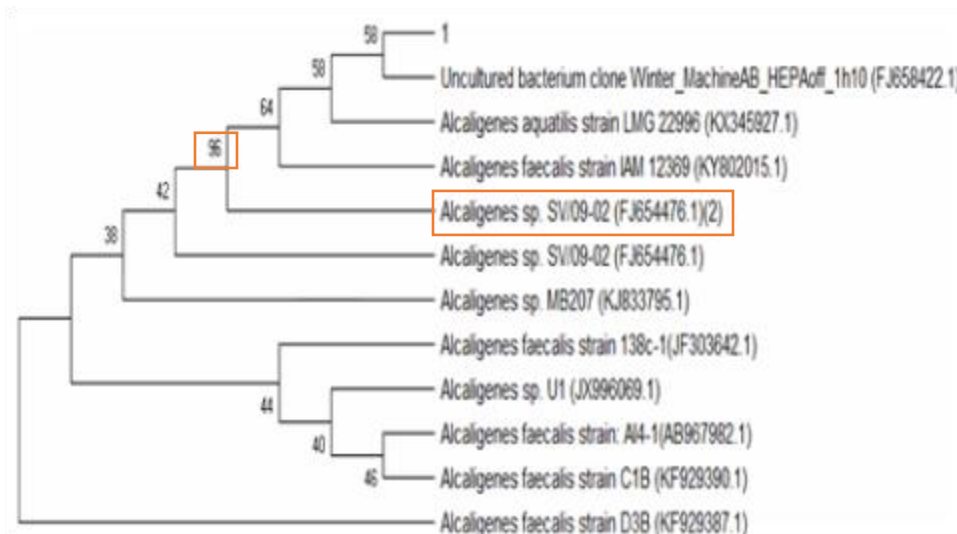 58
1
Uncultured bacterium clone Winter_MachineAB_HEPAoff_1h10 (FJ658422.1)
58
Alcaligenes aquatilis strain LMG 22996 (KX345927.1)
64
Alcaligenes faecalis strain IAM 12369 (KY802015.1)
96
Alcaligenes sp. SV/09-02 (FJ654476.1)(2)
42
Alcaligenes sp. SV/09-02 (FJ654476.1)
38
Alcaligenes sp. MB207 (KJ833795.1)
Alcaligenes faecalis strain 138c-1(JF303642.1)
44
Alcaligenes sp. U1 (JX996069.1)
40
Alcaligenes faecalis strain: AI4-1(AB967982.1)
46
Alcaligenes faecalis strain C1B (KF929390.1)
Alcaligenes faecalis strain D3B (KF929387.1)